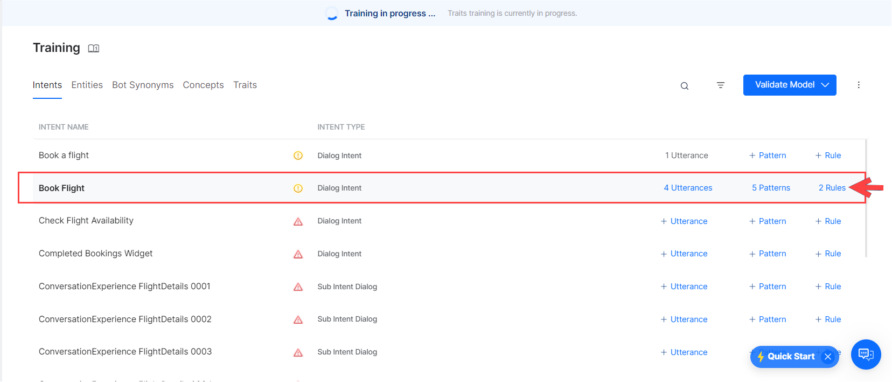 Training in progress ... Traits training is currently in progress.
Training
Intents Entities Bot Synonyms Concepts Traits Validate Model
INTENT NAME INTENT TYPE
Book a flight Dialog Intent 1 Utterance + Pattern + Rule
Book Flight Dialog Intent 4 Utterances 5 Patterns 2 Rules
Check Flight Availability Dialog Intent + Utterance + Pattern + Rule
Completed Bookings Widget Dialog Intent + Utterance + Pattern + Rule
ConversationExperience FlightDetails 0001 Sub Intent Dialog + Utterance + Pattern + Rule
ConversationExperience FlightDetails 0002 Sub Intent Dialog + Utterance + Pattern + Rule
ConversationExperience FlightDetails 0003 Sub Intent Dialog + Utterance
Quick Start